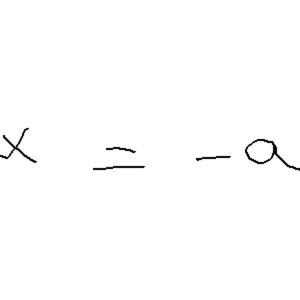 x = -a